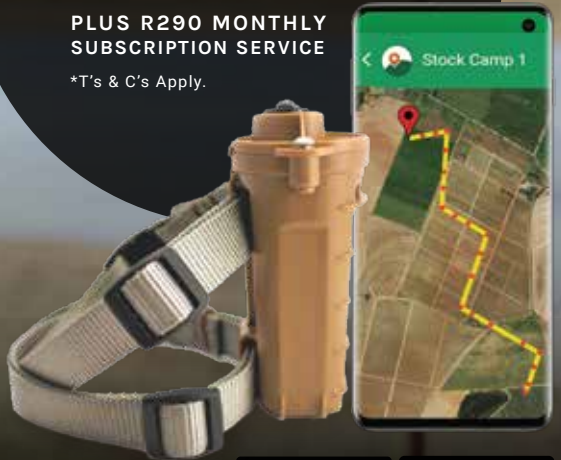 PLUS R290 MONTHLY
SUBSCRIPTION SERVICE
*T's & C's Apply.
Stock Camp 1